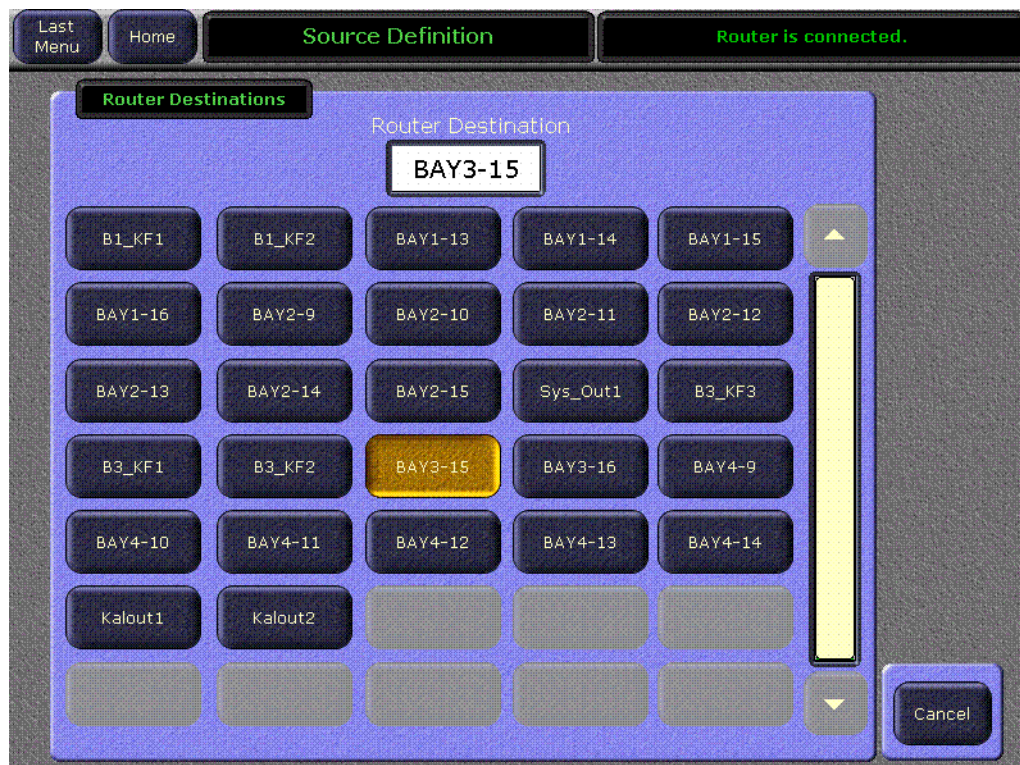 Last Menu
Home
Source Definition
Router is connected.
Router Destinations
Router Destination
BAY3-15
B1_KF1 B1_KF2 BAY1-13 BAY1-14 BAY1-15
BAY1-16 BAY2-9 BAY2-10 BAY2-11 BAY2-12
BAY2-13 BAY2-14 BAY2-15 Sys_Out1 B3_KF3
B3_KF1 B3_KF2 BAY3-15 BAY3-16 BAY4-9
BAY4-10 BAY4-11 BAY4-12 BAY4-13 BAY4-14
Kalout1 Kalout2
Cancel